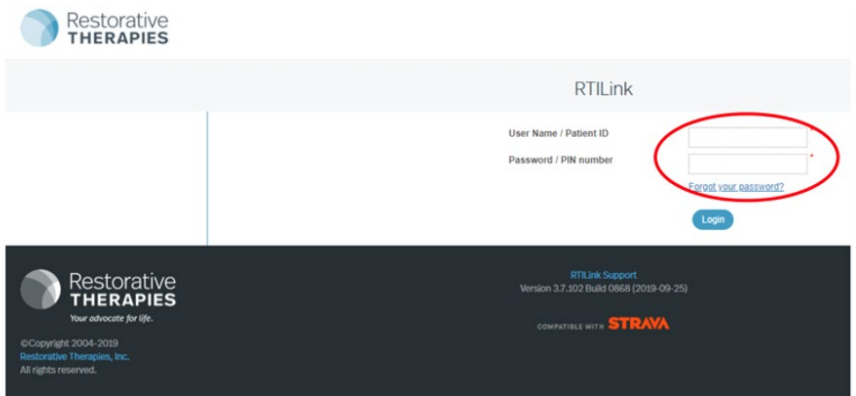 Restorative
THERAPIES
RTILink
User Name / Patient ID
*
Password / PIN number
*
Forgot your password?
Login
Restorative
THERAPIES
Your advocate for life.
©Copyright 2004-2019
Restorative Therapies, Inc.
All rights reserved.
RTILink Support
Version 3.7.102 Build 0868 (2019-09-25)
COMPATIBLE WITH STRAVA